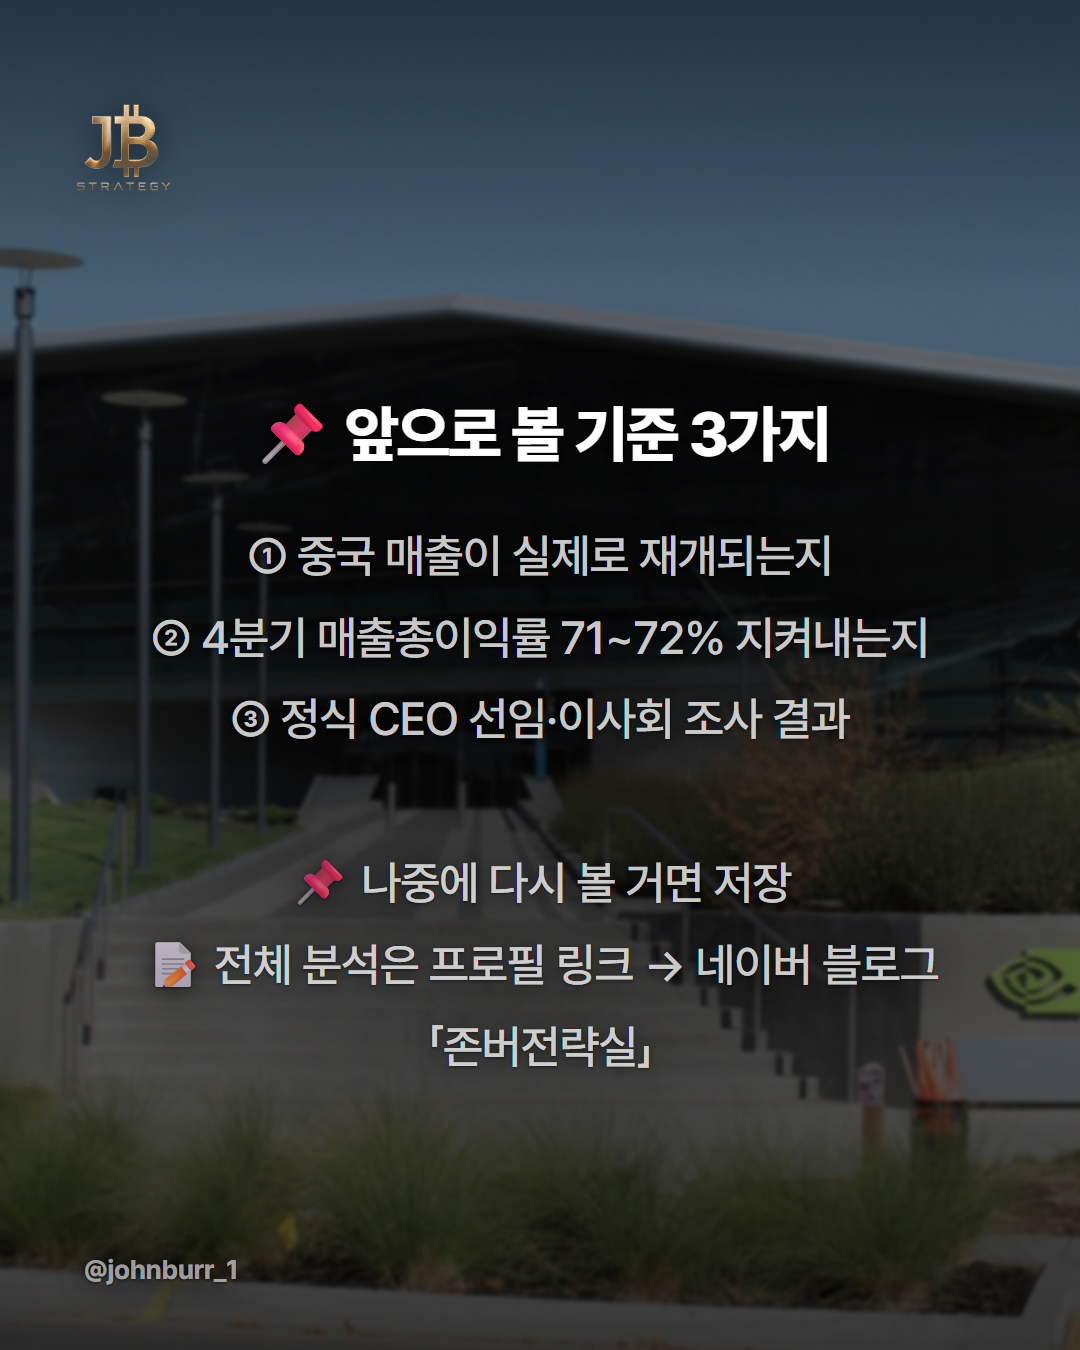 JB
STRATEGY
📌 앞으로 볼 기준 3가지
① 중국 매출이 실제로 재개되는지
② 4분기 매출총이익률 71~72% 지켜내는지
③ 정식 CEO 선임·이사회 조사 결과
📌 나중에 다시 볼 거면 저장
📝 전체 분석은 프로필 링크 → 네이버 블로그
「존버전략실」
@johnburr_1